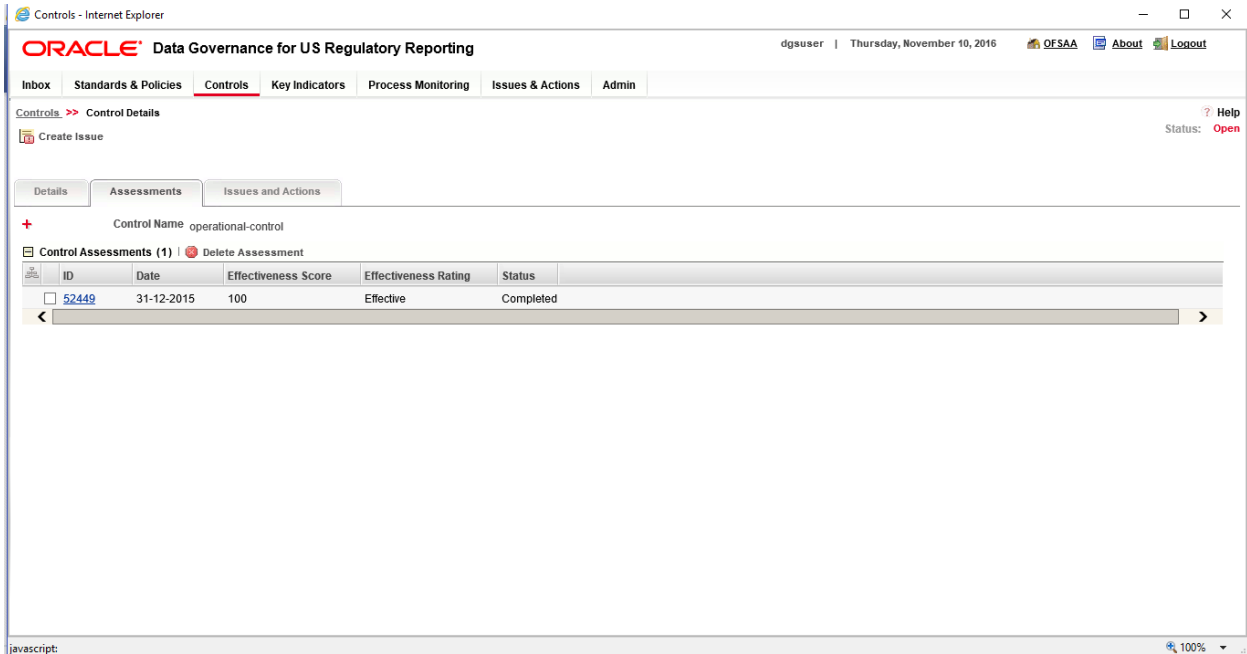 Controls - Internet Explorer
ORACLE® Data Governance for US Regulatory Reporting dgsuser | Thursday, November 10, 2016 OFSAA About Logout
Inbox Standards & Policies Controls Key Indicators Process Monitoring Issues & Actions Admin
Controls >> Control Details ? Help
Create Issue Status: Open
Details Assessments Issues and Actions
+ Control Name operational-control
Control Assessments (1) | Delete Assessment
ID Date Effectiveness Score Effectiveness Rating Status
52449 31-12-2015 100 Effective Completed
javascript: 100%